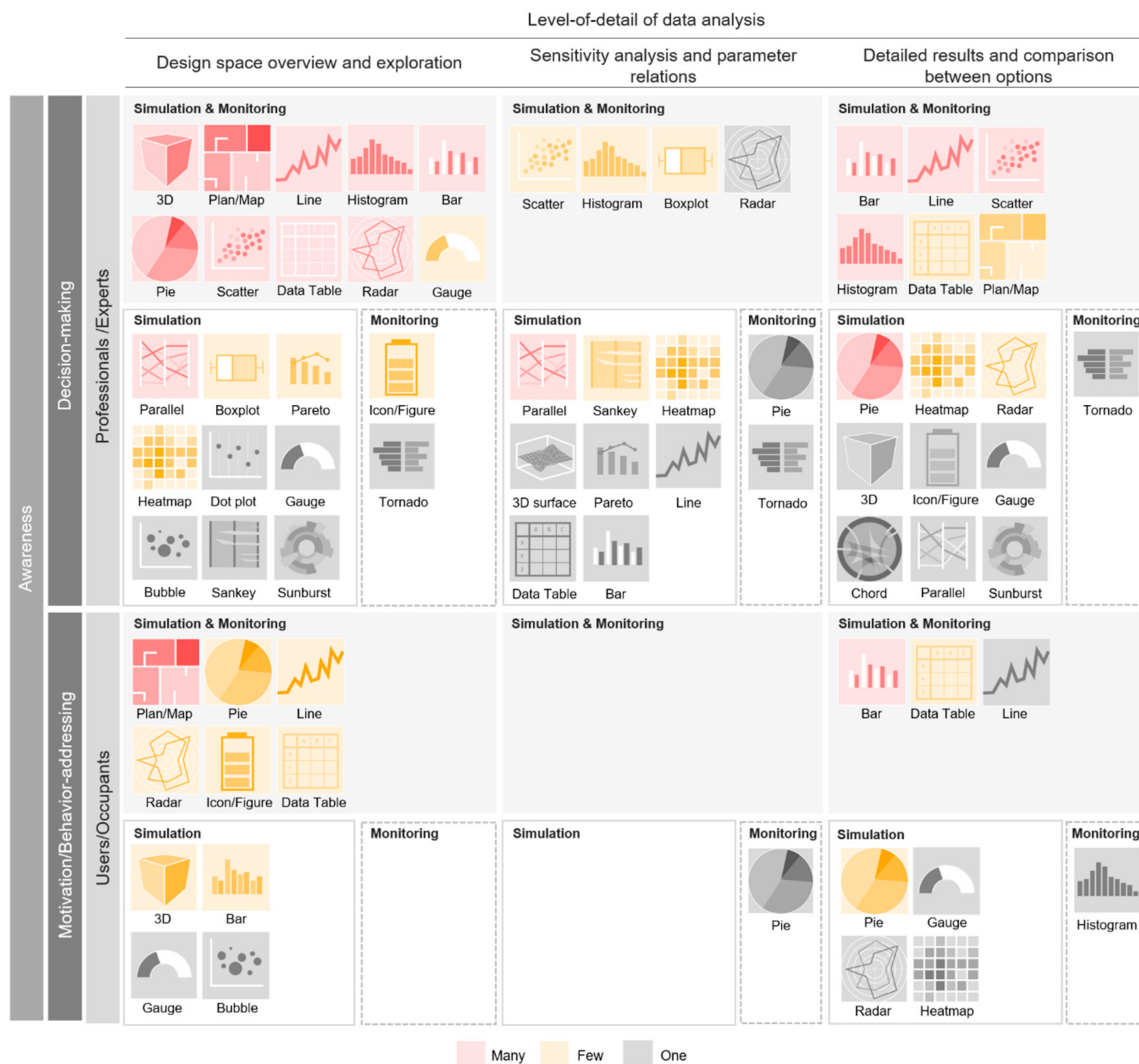 Level-of-detail of data analysis
Design space overview and exploration
Sensitivity analysis and parameter
relations
Detailed results and comparison
between options
Awareness
Decision-making
Professionals /Experts
Simulation & Monitoring
3D Plan/Map Line Histogram Bar
Pie Scatter Data Table Radar Gauge
Simulation & Monitoring
Scatter Histogram Boxplot Radar
Simulation & Monitoring
Bar Line Scatter
Histogram Data Table Plan/Map
Simulation
Parallel Boxplot Pareto
Heatmap Dot plot Gauge
Bubble Sankey Sunburst
Monitoring
Icon/Figure
Tornado
Simulation
Parallel Sankey Heatmap
3D surface Pareto Line
A B C
X
Y
Z
Data Table Bar
Monitoring
Pie
Tornado
Simulation
Pie Heatmap Radar
3D Icon/Figure Gauge
Chord Parallel Sunburst
Monitoring
Tornado
Motivation/Behavior-addressing
Users/Occupants
Simulation & Monitoring
Plan/Map Pie Line
Radar Icon/Figure Data Table
Simulation & Monitoring
Simulation & Monitoring
Bar Data Table Line
Simulation
3D Bar
Gauge Bubble
Monitoring
Simulation
Monitoring
Pie
Simulation
Pie Gauge
Radar Heatmap
Monitoring
Histogram
Many Few One